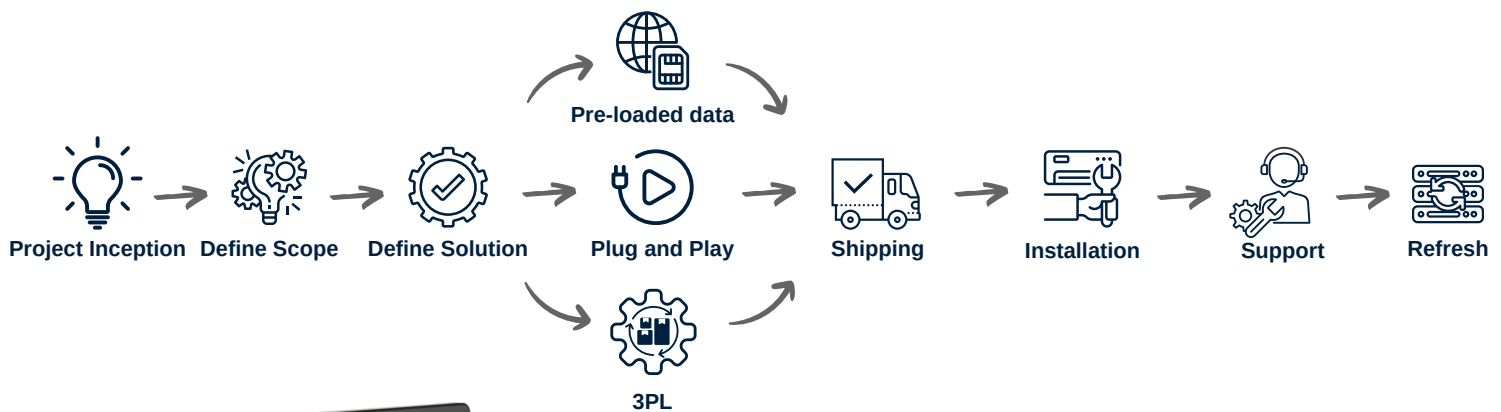 Pre-loaded data
Project Inception
Define Scope
Define Solution
Plug and Play
Shipping
Installation
Support
Refresh
3PL